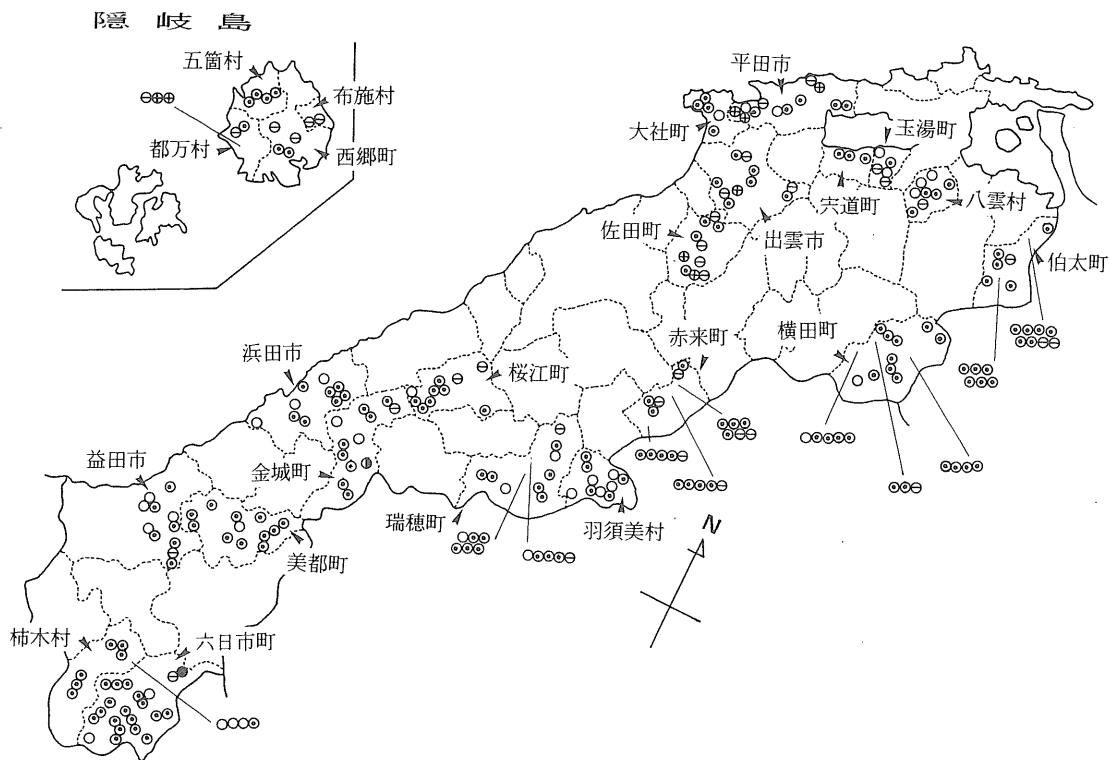 隠岐島
五箇村
布施村
都万村
西郷町
平田市
大社町
玉湯町
宍道町
八雲村
佐田町
出雲市
伯太町
赤来町
横田町
浜田市
桜江町
益田市
金城町
瑞穂町
羽須美村
美都町
N
柿木村
六日市町